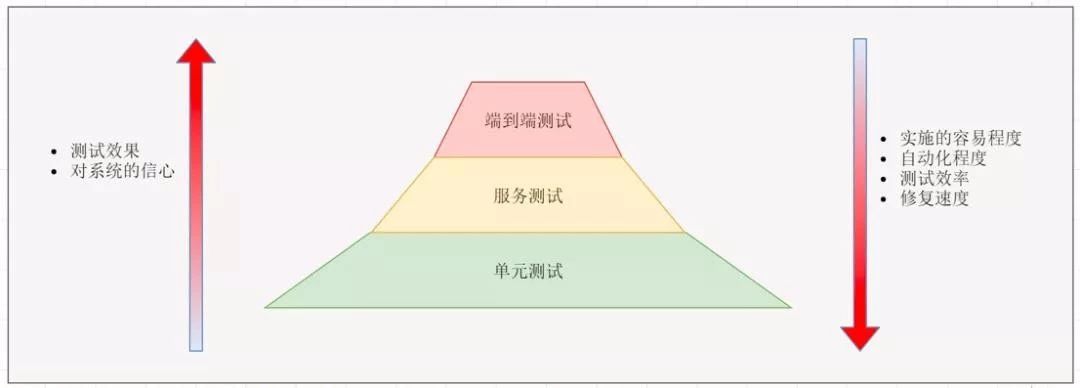 端到端测试
• 测试效果
• 对系统的信心
服务测试
单元测试
• 实施的容易程度
• 自动化程度
• 测试效率
• 修复速度